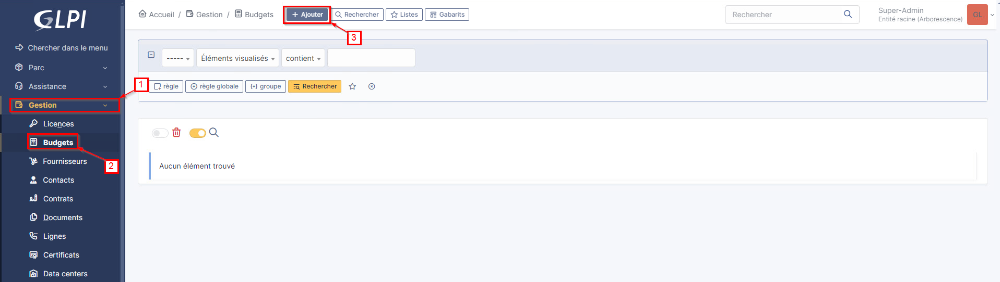 GLPI
Chercher dans le menu
Parc
Assistance
1
Gestion
Licences
Budgets
2
Fournisseurs
Contacts
Contrats
Documents
Lignes
Certificats
Data centers
Accueil / Gestion / Budgets
+ Ajouter
Rechercher
Listes
Gabarits
3
Rechercher
Super-Admin
Entité racine (Arborescence)
GL
----- Éléments visualisés contient
règle
règle globale
groupe
Rechercher
Aucun élément trouvé